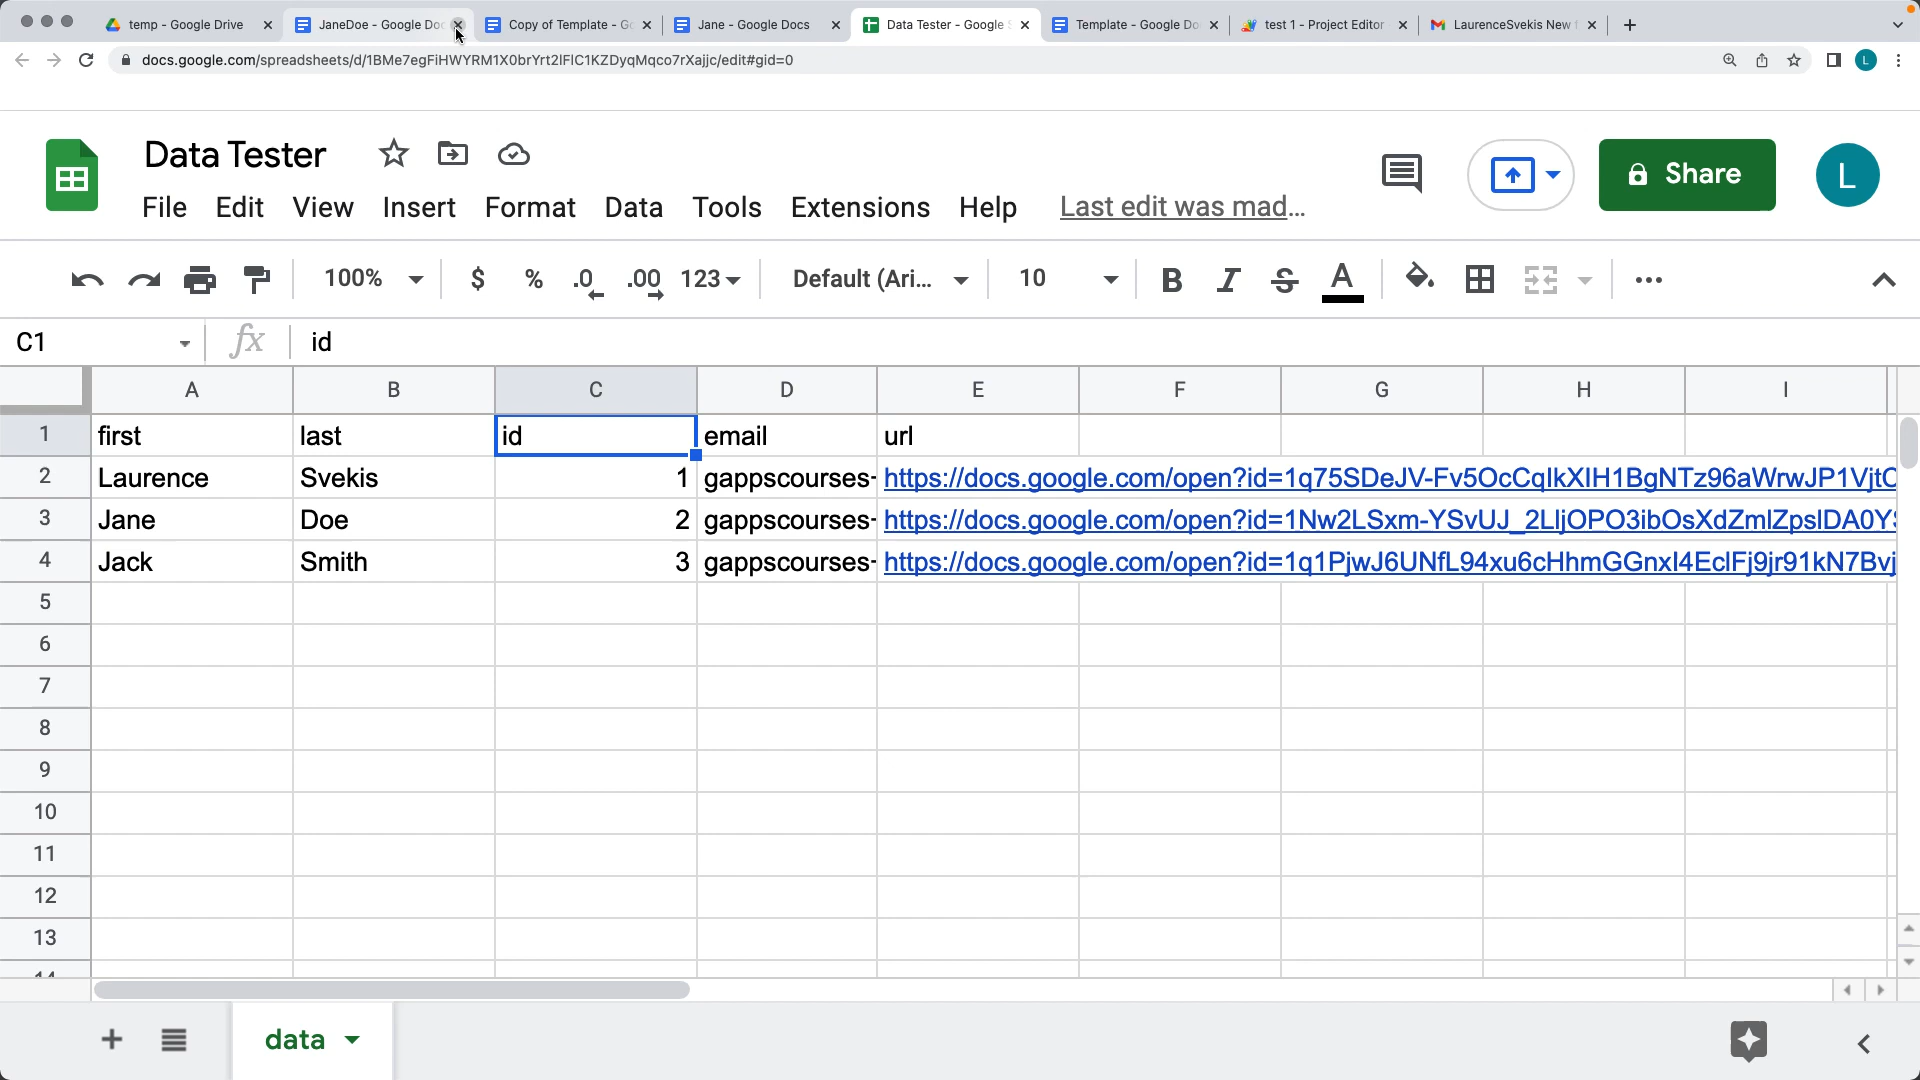 temp - Google Drive
JaneDoe - Google Doc
Copy of Template - Go
Jane - Google Docs
Data Tester - Google S
Template - Google Do
test 1 - Project Editor
LaurenceSvekis New
docs.google.com/spreadsheets/d/1BMe7egFiHWYRM1X0brYrt2lFlC1KZDyqMqco7rXajjc/edit#gid=0
L
Data Tester
Share
L
File Edit View Insert Format Data Tools Extensions Help Last edit was mad...
100% $ % .0 .00 123 Default (Ari... 10 B I S A
C1 fx id
A B C D E F G H I
1 first last id email url
2 Laurence Svekis 1 gappscourses- https://docs.google.com/open?id=1q75SDeJV-Fv5OcCqlkXIH1BgNTz96aWrwJP1VjtC
3 Jane Doe 2 gappscourses- https://docs.google.com/open?id=1Nw2LSxm-YSvUJ_2LljOPO3ibOsXdZmlZpslDA0Y
4 Jack Smith 3 gappscourses- https://docs.google.com/open?id=1q1PjwJ6UNfL94xu6cHhmGGnxI4EclFj9jr91kN7Bvj
5
6
7
8
9
10
11
12
13
14
data